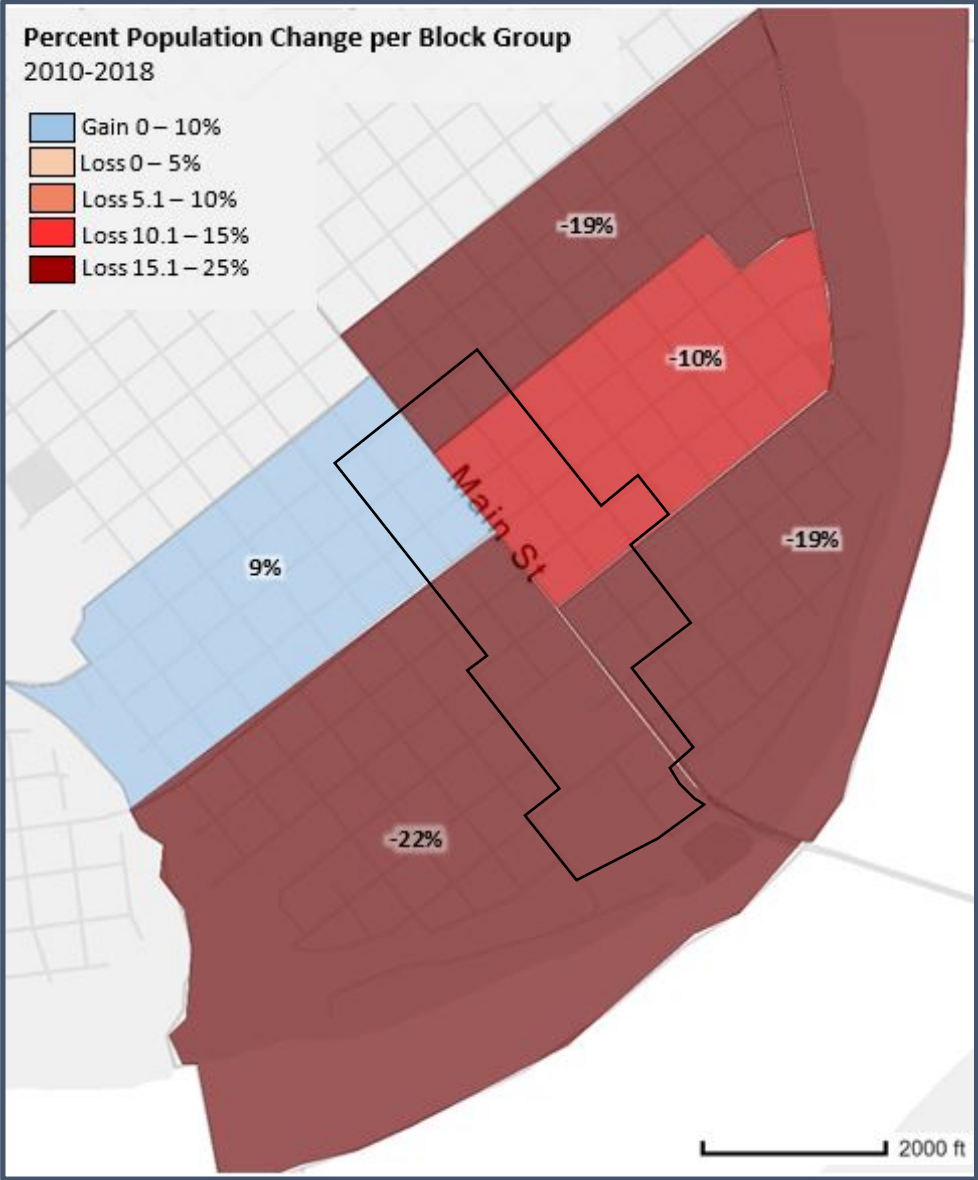 Percent Population Change per Block Group
2010-2018
Gain 0 – 10%
Loss 0 – 5%
Loss 5.1 – 10%
Loss 10.1 – 15%
Loss 15.1 – 25%
-19%
-10%
Main St
-19%
9%
-22%
2000 ft